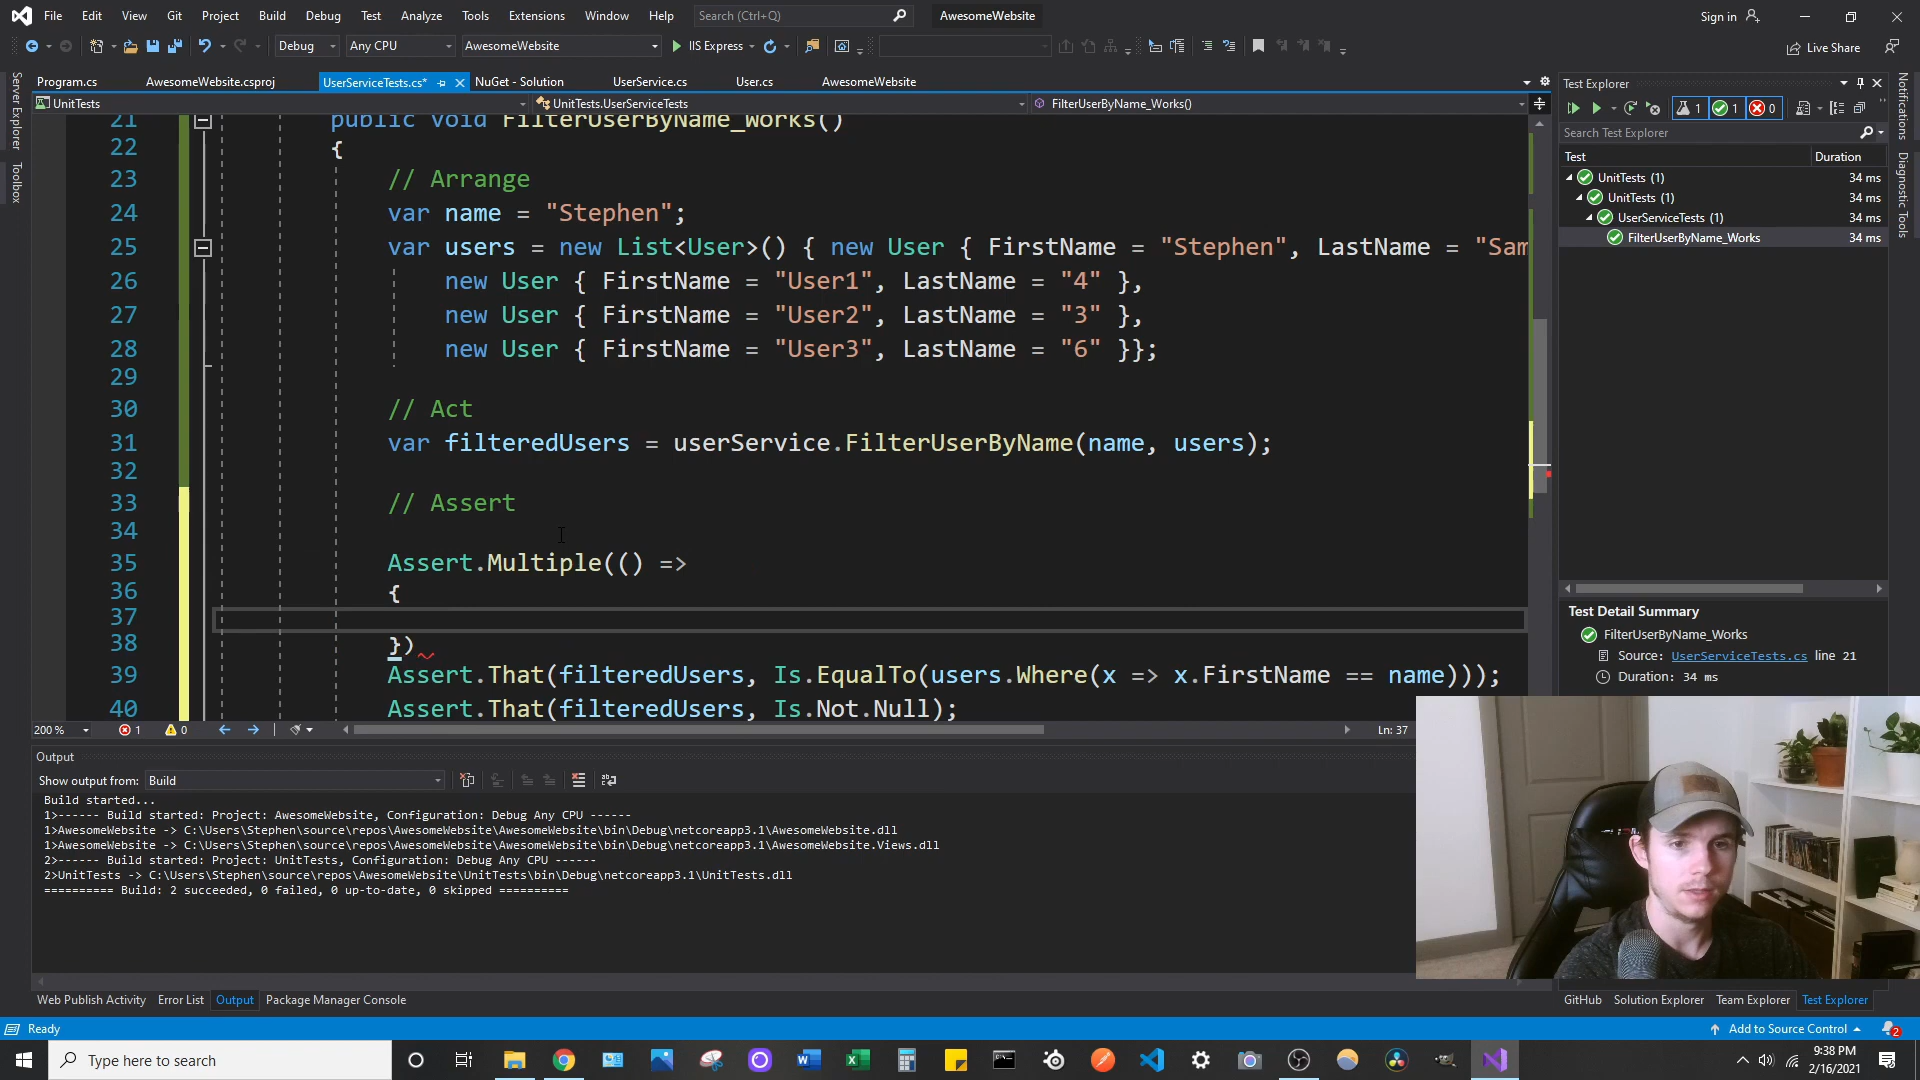 File Edit View Git Project Build Debug Test Analyze Tools Extensions Window Help Search (Ctrl+Q) AwesomeWebsite Sign in
Debug Any CPU AwesomeWebsite IIS Express Live Share
Program.cs AwesomeWebsite.csproj UserServiceTests.cs* NuGet - Solution UserService.cs User.cs AwesomeWebsite
UnitTests UnitTests.UserServiceTests FilterUserByName_Works()
Server Explorer
Toolbox
21 public void FilterUserByName_Works()
22 {
23 // Arrange
24 var name = "Stephen";
25 var users = new List<User>() { new User { FirstName = "Stephen", LastName = "Sam
26 new User { FirstName = "User1", LastName = "4" },
27 new User { FirstName = "User2", LastName = "3" },
28 new User { FirstName = "User3", LastName = "6" }};
29
30 // Act
31 var filteredUsers = userService.FilterUserByName(name, users);
32
33 // Assert
34
35 Assert.Multiple(() =>
36 {
37
38 })
39 Assert.That(filteredUsers, Is.EqualTo(users.Where(x => x.FirstName == name)));
40 Assert.That(filteredUsers, Is.Not.Null);
200 % 1 0 Ln: 37
Test Explorer
1 1 0
Search Test Explorer
Test Duration
UnitTests (1) 34 ms
UnitTests (1) 34 ms
UserServiceTests (1) 34 ms
FilterUserByName_Works 34 ms
Test Detail Summary
FilterUserByName_Works
Source: UserServiceTests.cs line 21
Duration: 34 ms
Notifications
Diagnostic Tools
Output
Show output from: Build
Build started...
1>------ Build started: Project: AwesomeWebsite, Configuration: Debug Any CPU ------
1>AwesomeWebsite -> C:\Users\Stephen\source\repos\AwesomeWebsite\AwesomeWebsite\bin\Debug\netcoreapp3.1\AwesomeWebsite.dll
1>AwesomeWebsite -> C:\Users\Stephen\source\repos\AwesomeWebsite\AwesomeWebsite\bin\Debug\netcoreapp3.1\AwesomeWebsite.Views.dll
2>------ Build started: Project: UnitTests, Configuration: Debug Any CPU ------
2>UnitTests -> C:\Users\Stephen\source\repos\AwesomeWebsite\UnitTests\bin\Debug\netcoreapp3.1\UnitTests.dll
========== Build: 2 succeeded, 0 failed, 0 up-to-date, 0 skipped ==========
Web Publish Activity Error List Output Package Manager Console
GitHub Solution Explorer Team Explorer Test Explorer
Ready Add to Source Control 2
Type here to search
9:38 PM
2/16/2021